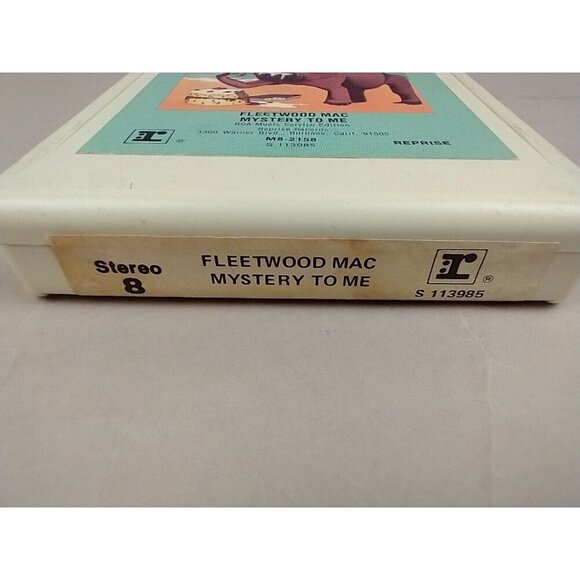 FLEETWOOD MAC
MYSTERY TO ME
RCA Music Service Edition
Reprise Records
3300 Warner Blvd., Burbank, Calif. 91505
M8-2158
S 113985
r ®
REPRISE
Stereo
8
FLEETWOOD MAC
MYSTERY TO ME
r ®
S 113985